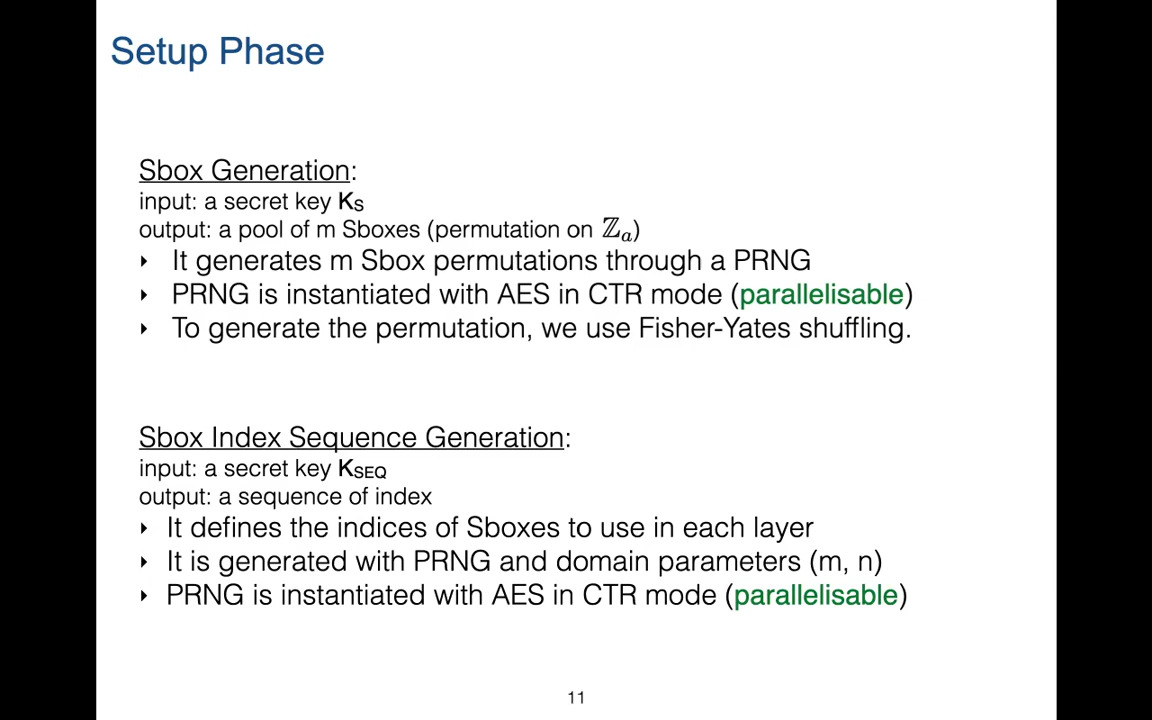 Setup Phase
Sbox Generation:
input: a secret key KS
output: a pool of m Sboxes (permutation on ℤa)
‣ It generates m Sbox permutations through a PRNG
‣ PRNG is instantiated with AES in CTR mode (parallelisable)
‣ To generate the permutation, we use Fisher-Yates shuffling.
Sbox Index Sequence Generation:
input: a secret key KSEQ
output: a sequence of index
‣ It defines the indices of Sboxes to use in each layer
‣ It is generated with PRNG and domain parameters (m, n)
‣ PRNG is instantiated with AES in CTR mode (parallelisable)
11